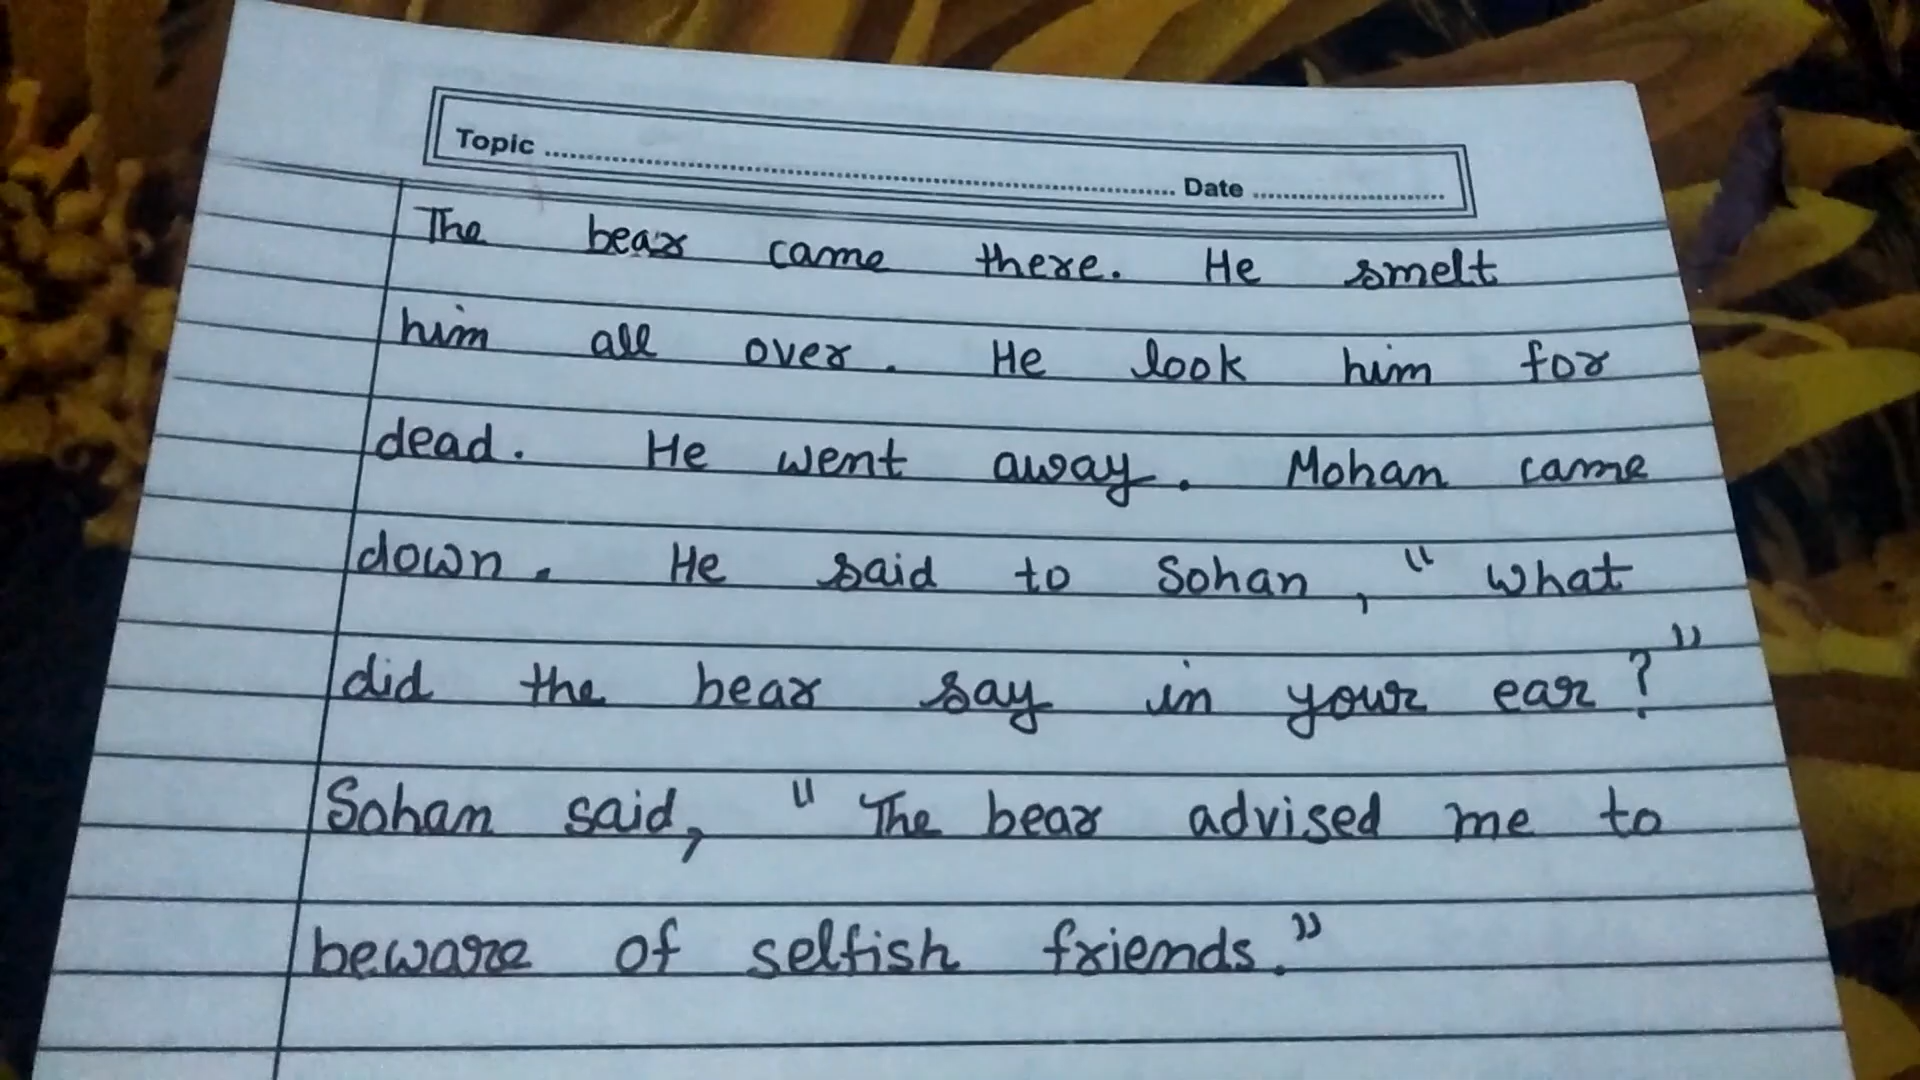 Topic ........................ Date ................
The bear came there. He smelt
him all over. He look him for
dead. He went away. Mohan came
down. He said to Sohan, “ what
did the bear say in your ear?”
Sohan said, “ The bear advised me to
beware of selfish friends.”